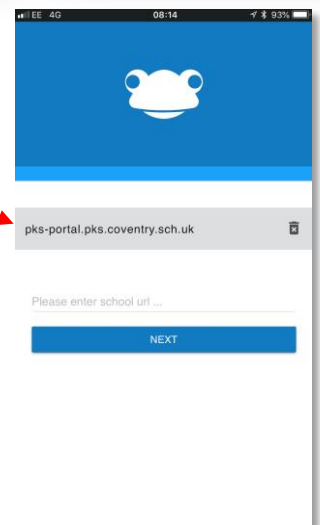 EE 4G 08:14 93%
pks-portal.pks.coventry.sch.uk
Please enter school url ...
NEXT